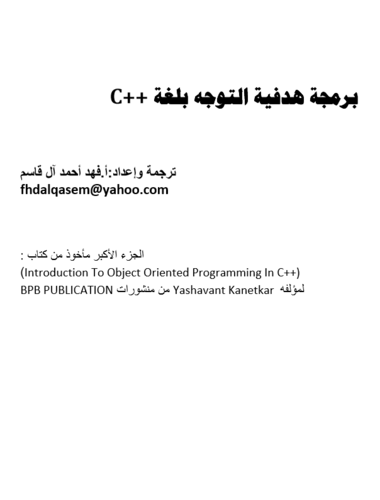 برمجة هدفية التوجه بلغة C++
ترجمة وإعداد:أ.فهد أحمد آل قاسم
fhdalqasem@yahoo.com
الجزء الأكبر مأخوذ من كتاب :
(Introduction To Object Oriented Programming In C++)
لمؤلفه Yashavant Kanetkar من منشورات BPB PUBLICATION